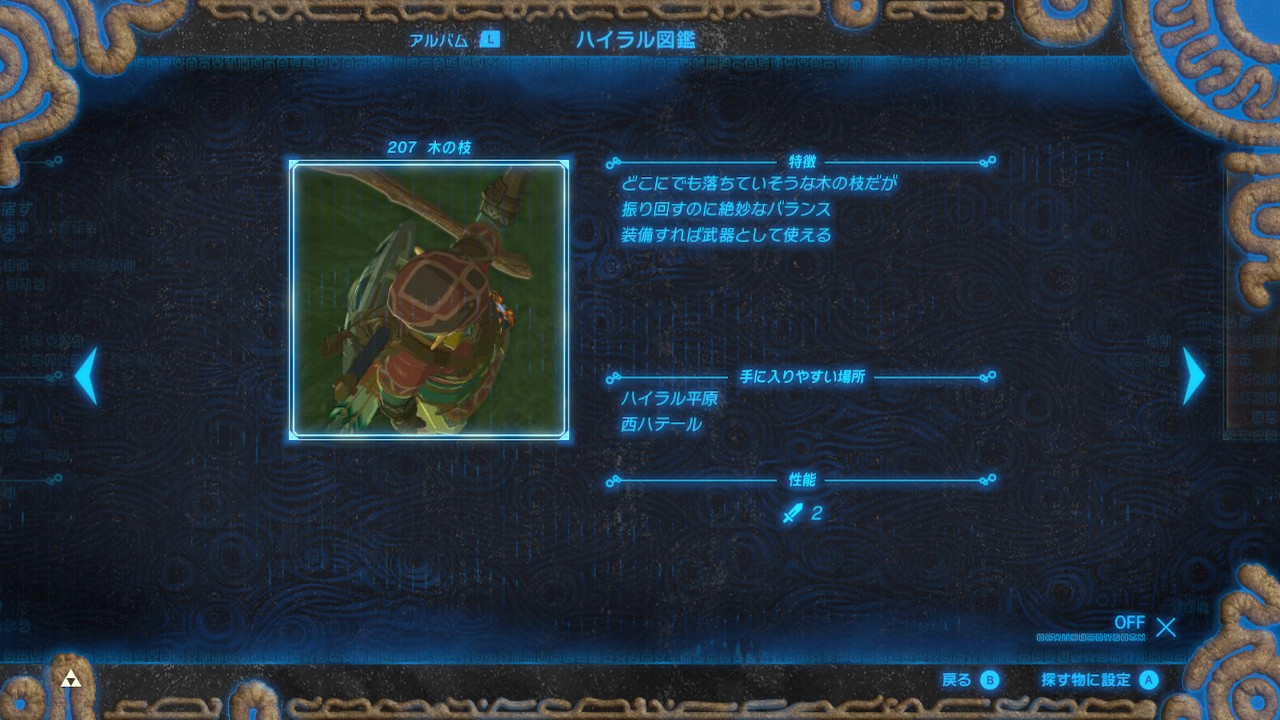 アルバム L
ハイラル図鑑
207 木の枝
特徴
どこにでも落ちていそうな木の枝だが
振り回すのに絶妙なバランス
装備すれば武器として使える
手に入りやすい場所
ハイラル平原
西ハテール
性能
2
OFF
戻る B
探す物に設定 A